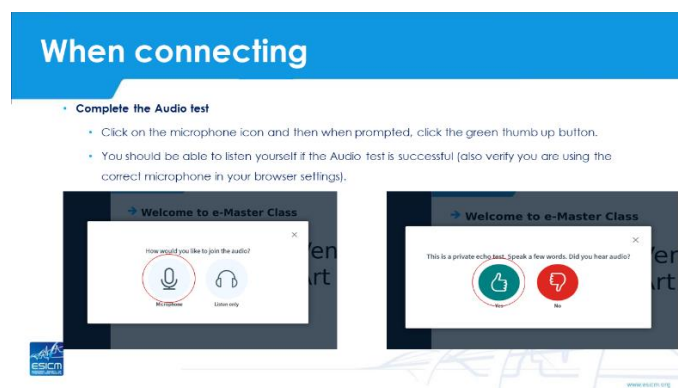 When connecting
Complete the Audio test
Click on the microphone icon and then when prompted, click the green thumb up button.
You should be able to listen yourself if the Audio test is successful (also verify you are using the
correct microphone in your browser settings).
Welcome to e-Master Class
How would you like to join the audio?
Microphone
Listen only
Welcome to e-Master Class
This is a private echo test. Speak a few words. Did you hear audio?
Yes
No
ESICM
www.esicm.org